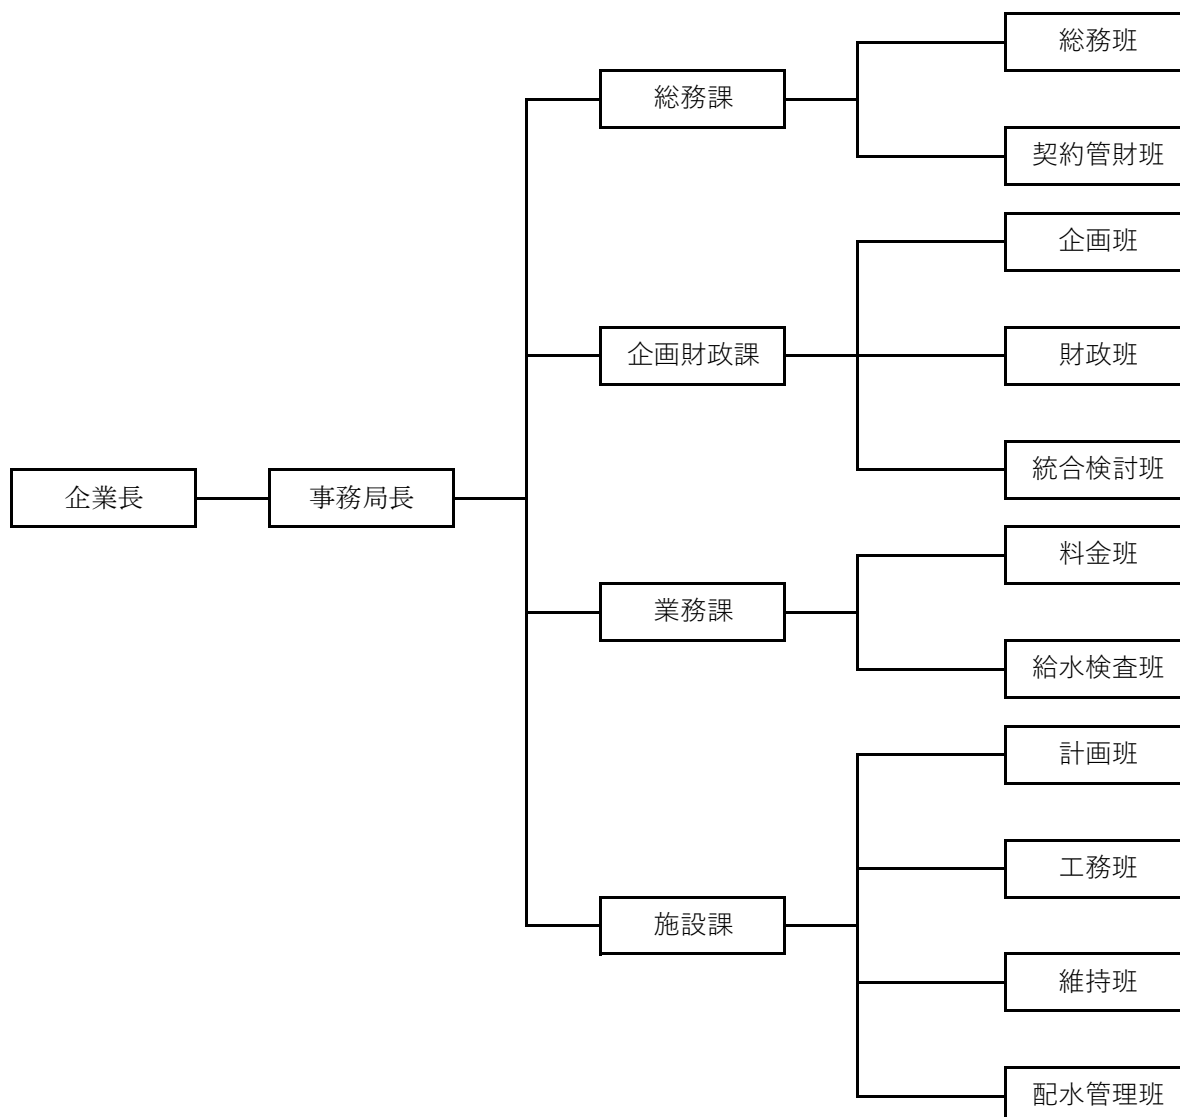 企業長
事務局長
総務課
総務班
契約管財班
企画財政課
企画班
財政班
統合検討班
業務課
料金班
給水検査班
施設課
計画班
工務班
維持班
配水管理班